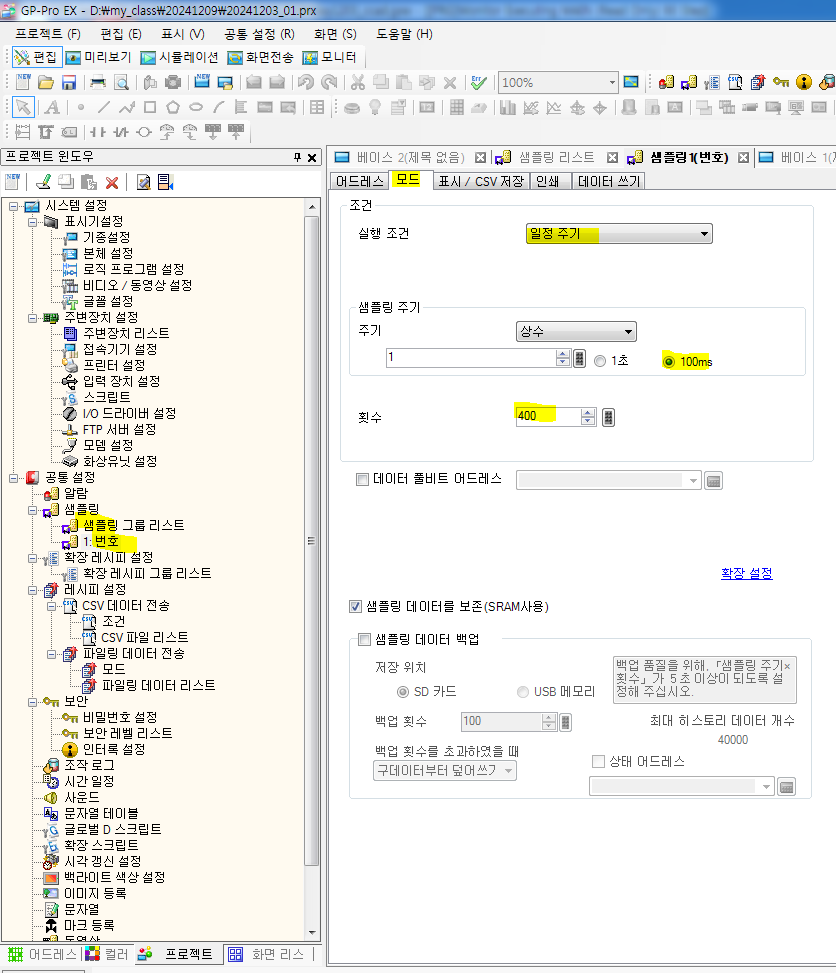 GP-Pro EX - D:₩my_class₩20241209₩20241203_01.prx
프로젝트 (F) 편집 (E) 표시 (V) 공통 설정 (R) 화면 (S) 도움말 (H)
편집 미리보기 시뮬레이션 화면전송 모니터
NEW NEW 100% CSV
프로젝트 윈도우
NEW
시스템 설정
표시기설정
기종설정
본체 설정
로직 프로그램 설정
비디오 / 동영상 설정
글꼴 설정
주변장치 설정
주변장치 리스트
접속기기 설정
프린터 설정
입력 장치 설정
스크립트
I/O 드라이버 설정
FTP 서버 설정
모뎀 설정
화상유닛 설정
공통 설정
알람
샘플링
샘플링 그룹 리스트
1: 번호
확장 레시피 설정
확장 레시피 그룹 리스트
레시피 설정
CSV 데이터 전송
조건
CSV 파일 리스트
파일링 데이터 전송
모드
파일링 데이터 리스트
보안
비밀번호 설정
보안 레벨 리스트
인터록 설정
조작 로그
시간 일정
사운드
문자열 테이블
글로벌 D 스크립트
확장 스크립트
시각 갱신 설정
백라이트 색상 설정
이미지 등록
문자열
마크 등록
동영상
어드레스 컬러 프로젝트 화면 리스
베이스 2(제목 없음) 샘플링 리스트 샘플링1(번호) 베이스 1(제
어드레스 모드 표시 / CSV 저장 인쇄 데이터 쓰기
조건
실행 조건 일정 주기
샘플링 주기
주기 상수
1 1초 100ms
횟수 400
데이터 풀비트 어드레스
확장 설정
샘플링 데이터를 보존(SRAM사용)
샘플링 데이터 백업
저장 위치
SD 카드 USB 메모리
백업 횟수 100
백업 횟수를 초과하였을 때
구데이터부터 덮어쓰기
백업 품질을 위해, 「샘플링 주기×
횟수」가 5초 이상이 되도록 설
정해 주십시오.
최대 히스토리 데이터 개수
40000
상태 어드레스